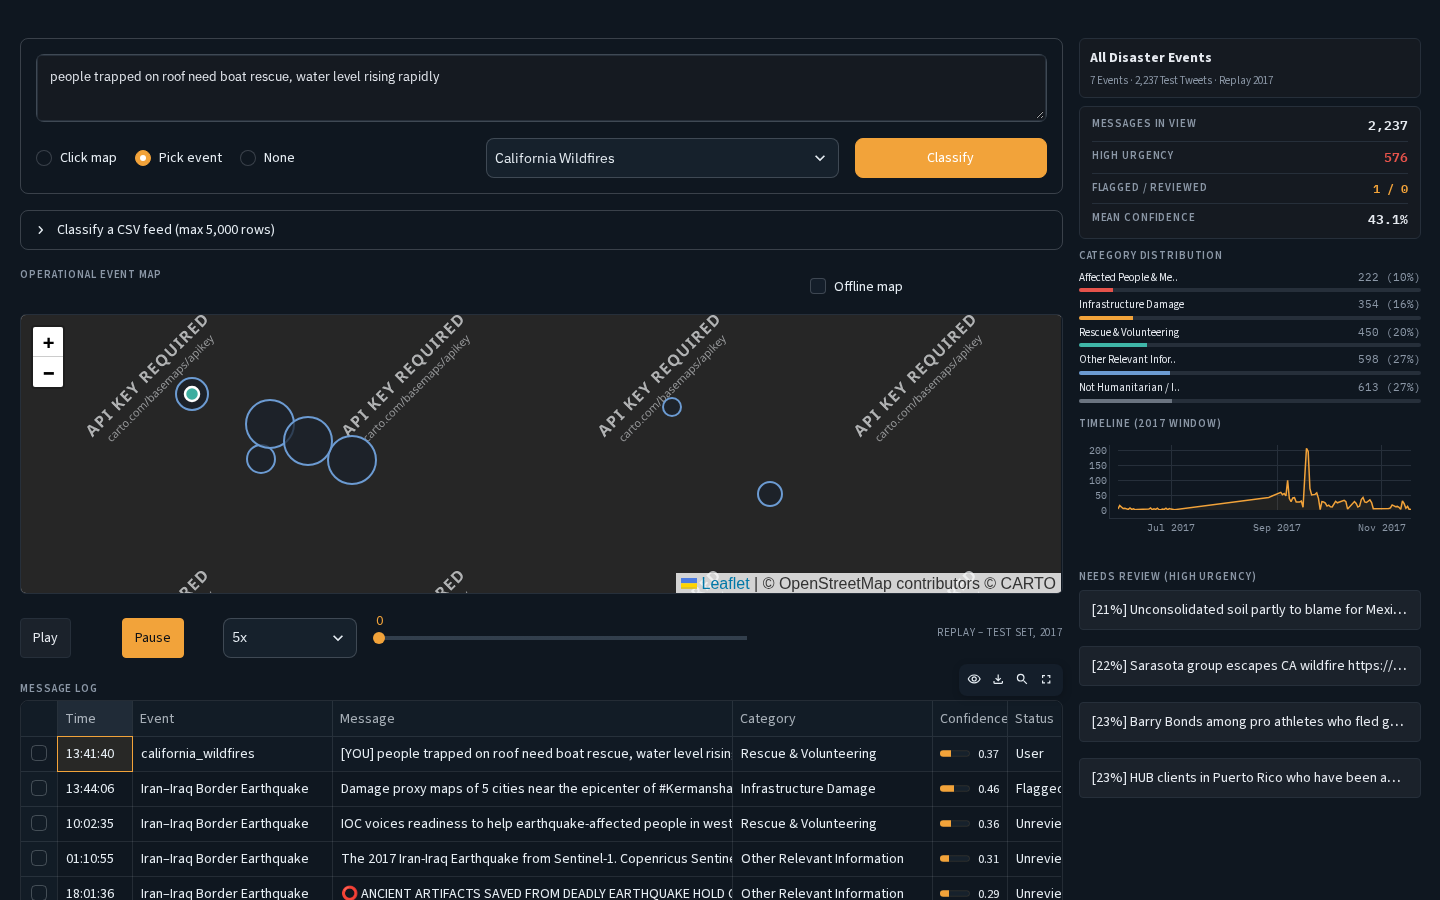 people trapped on roof need boat rescue, water level rising rapidly
Click map
Pick event
None
California Wildfires
Classify
Classify a CSV feed (max 5,000 rows)
OPERATIONAL EVENT MAP
Offline map
+
−
API KEY REQUIRED
carto.com/basemaps/apikey
API KEY REQUIRED
carto.com/basemaps/apikey
API KEY REQUIRED
carto.com/basemaps/apikey
API KEY REQUIRED
carto.com/basemaps/apikey
Leaflet | © OpenStreetMap contributors © CARTO
Play
Pause
5x
0
REPLAY – TEST SET, 2017
MESSAGE LOG
Time Event Message Category Confidence Status
13:41:40 california_wildfires [YOU] people trapped on roof need boat rescue, water level risin Rescue & Volunteering 0.37 User
13:44:06 Iran–Iraq Border Earthquake Damage proxy maps of 5 cities near the epicenter of #Kermansha Infrastructure Damage 0.46 Flagged
10:02:35 Iran–Iraq Border Earthquake IOC voices readiness to help earthquake-affected people in west Rescue & Volunteering 0.36 Unrevie
01:10:55 Iran–Iraq Border Earthquake The 2017 Iran-Iraq Earthquake from Sentinel-1. Copenricus Sentine Other Relevant Information 0.31 Unrevie
18:01:36 Iran–Iraq Border Earthquake ⭕ ANCIENT ARTIFACTS SAVED FROM DEADLY EARTHQUAKE HOLD Other Relevant Information 0.29 Unrevie
All Disaster Events
7 Events · 2,237 Test Tweets · Replay 2017
MESSAGES IN VIEW 2,237
HIGH URGENCY 576
FLAGGED / REVIEWED 1 / 0
MEAN CONFIDENCE 43.1%
CATEGORY DISTRIBUTION
Affected People & Me.. 222 (10%)
Infrastructure Damage 354 (16%)
Rescue & Volunteering 450 (20%)
Other Relevant Infor.. 598 (27%)
Not Humanitarian / I.. 613 (27%)
TIMELINE (2017 WINDOW)
200
150
100
50
0
Jul 2017 Sep 2017 Nov 2017
NEEDS REVIEW (HIGH URGENCY)
[21%] Unconsolidated soil partly to blame for Mexi…
[22%] Sarasota group escapes CA wildfire https://…
[23%] Barry Bonds among pro athletes who fled g…
[23%] HUB clients in Puerto Rico who have been a…